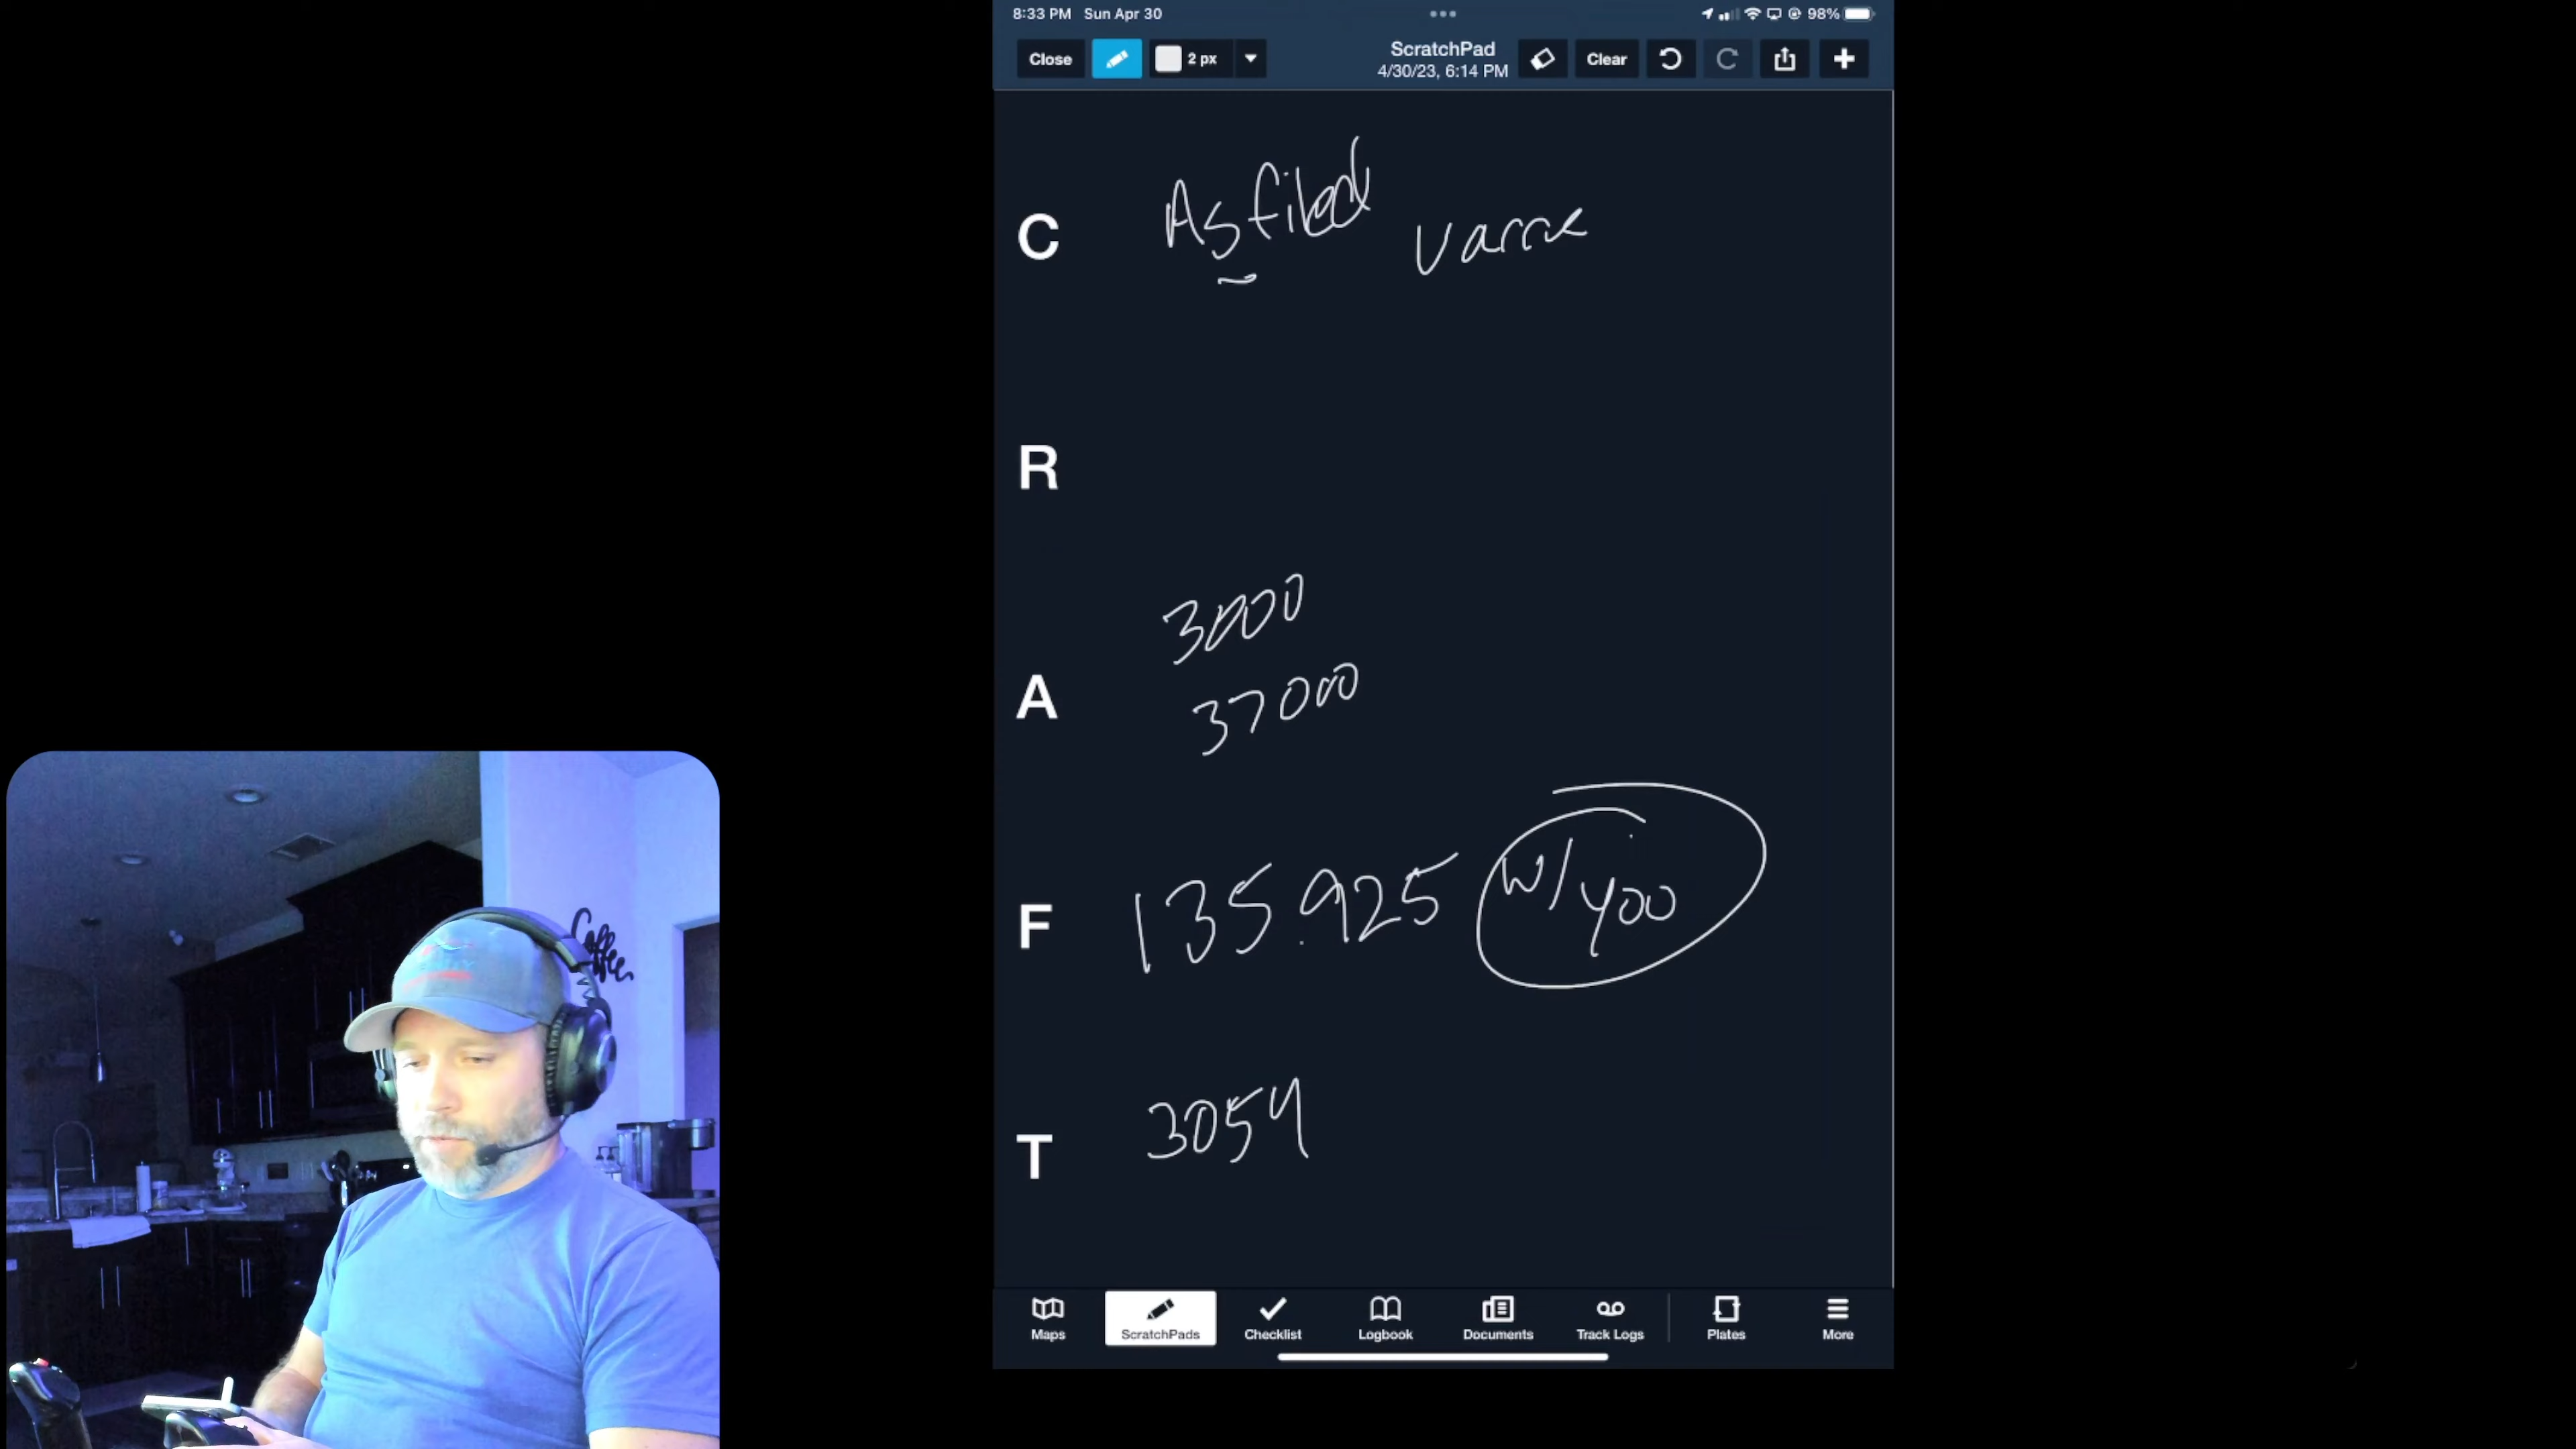 8:33 PM Sun Apr 30
98%
Close
2 px
ScratchPad
4/30/23, 6:14 PM
Clear
C
As filed
R
A
3000
37000
F
135.925
w/ you
T
3054
Coffee
Maps
ScratchPads
Checklist
Logbook
Documents
Track Logs
Plates
More